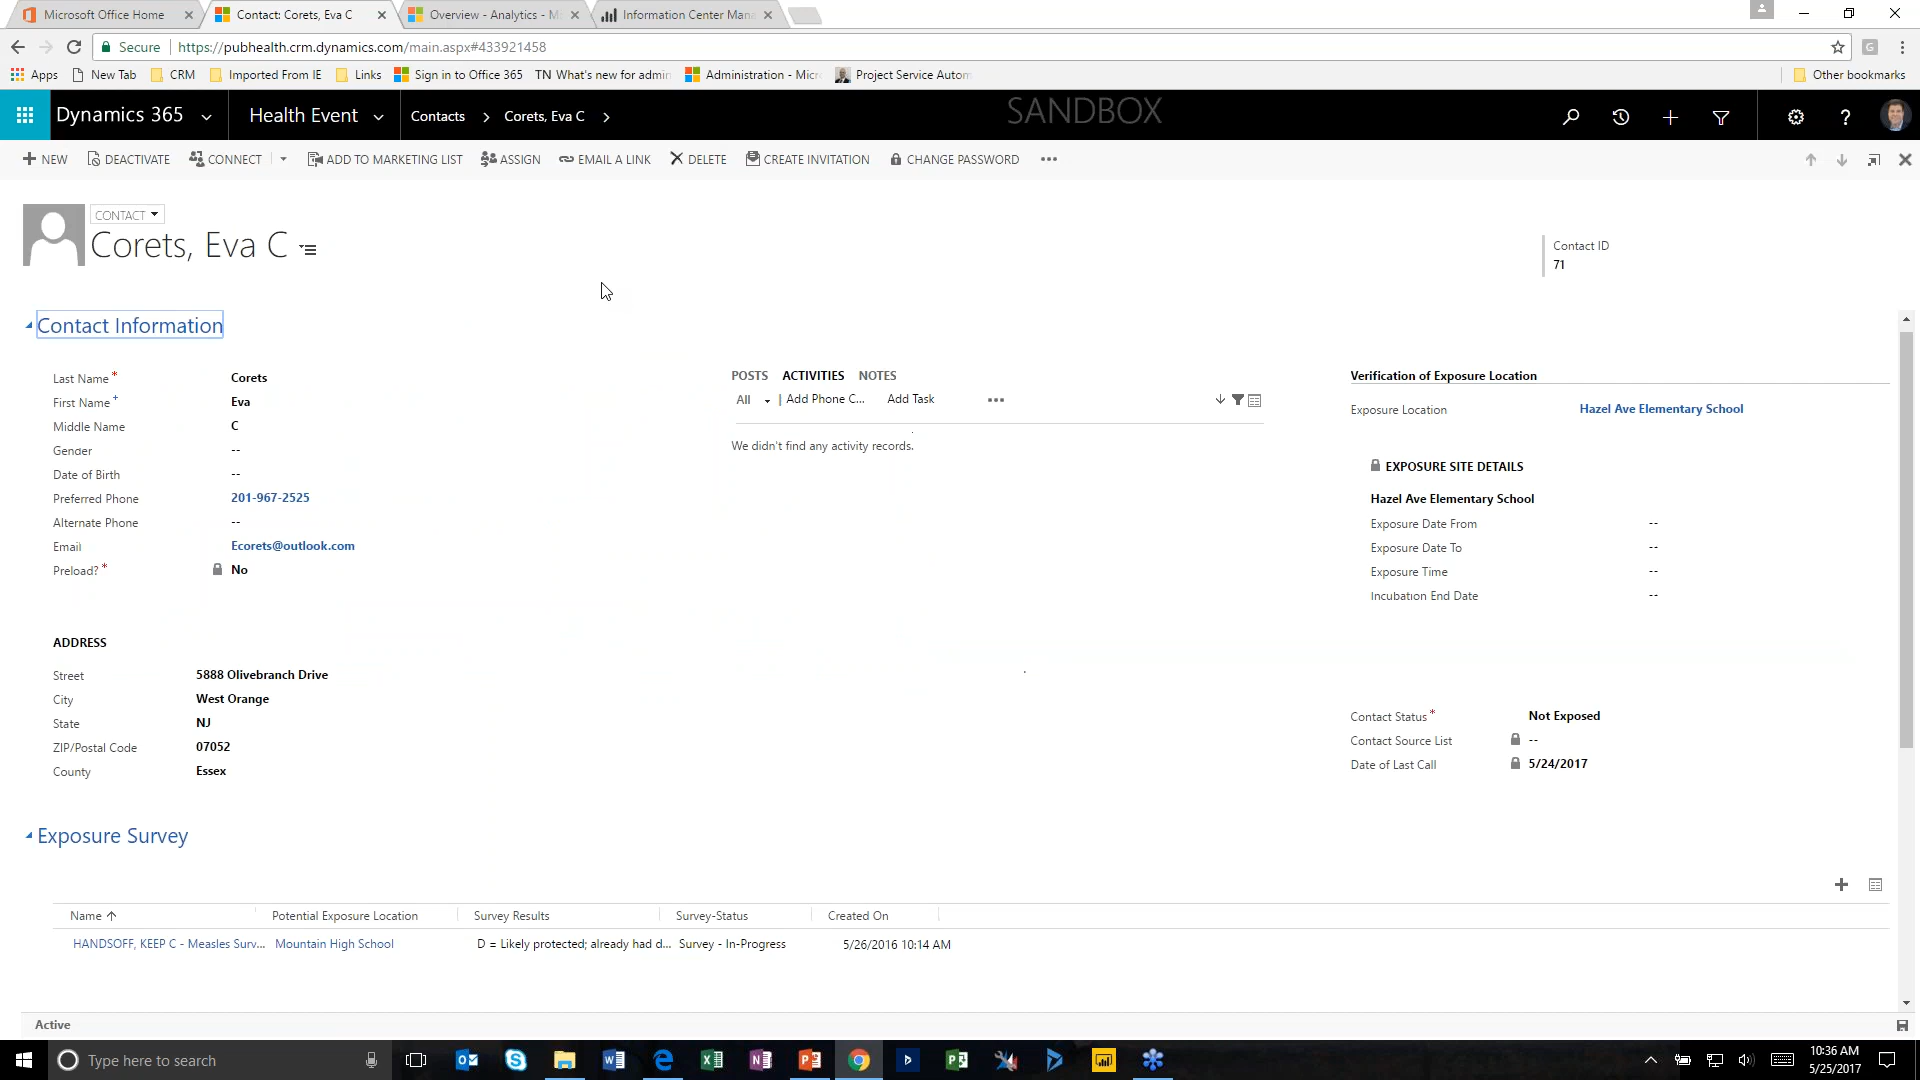 Microsoft Office Home
Contact: Corets, Eva C
Overview - Analytics - Mi
Information Center Mana
Secure
https://pubhealth.crm.dynamics.com/main.aspx#433921458
G
Apps
New Tab
CRM
Imported From IE
Links
Sign in to Office 365
TN What's new for admin
Administration - Micro
Project Service Autom
Other bookmarks
Dynamics 365
Health Event
Contacts
Corets, Eva C
SANDBOX
?
NEW
DEACTIVATE
CONNECT
ADD TO MARKETING LIST
ASSIGN
EMAIL A LINK
DELETE
CREATE INVITATION
CHANGE PASSWORD
CONTACT
Corets, Eva C
Contact ID
71
Contact Information
Last Name*
Corets
First Name+
Eva
Middle Name
C
Gender
--
Date of Birth
--
Preferred Phone
201-967-2525
Alternate Phone
--
Email
Ecorets@outlook.com
Preload?*
No
ADDRESS
Street
5888 Olivebranch Drive
City
West Orange
State
NJ
ZIP/Postal Code
07052
County
Essex
POSTS
ACTIVITIES
NOTES
All
| Add Phone C...
Add Task
We didn't find any activity records.
Verification of Exposure Location
Exposure Location
Hazel Ave Elementary School
EXPOSURE SITE DETAILS
Hazel Ave Elementary School
Exposure Date From
--
Exposure Date To
--
Exposure Time
--
Incubation End Date
--
Contact Status*
Not Exposed
Contact Source List
--
Date of Last Call
5/24/2017
Exposure Survey
Name
Potential Exposure Location
Survey Results
Survey-Status
Created On
HANDSOFF, KEEP C - Measles Surv...
Mountain High School
D = Likely protected; already had d...
Survey - In-Progress
5/26/2016 10:14 AM
Active
Type here to search
10:36 AM
5/25/2017